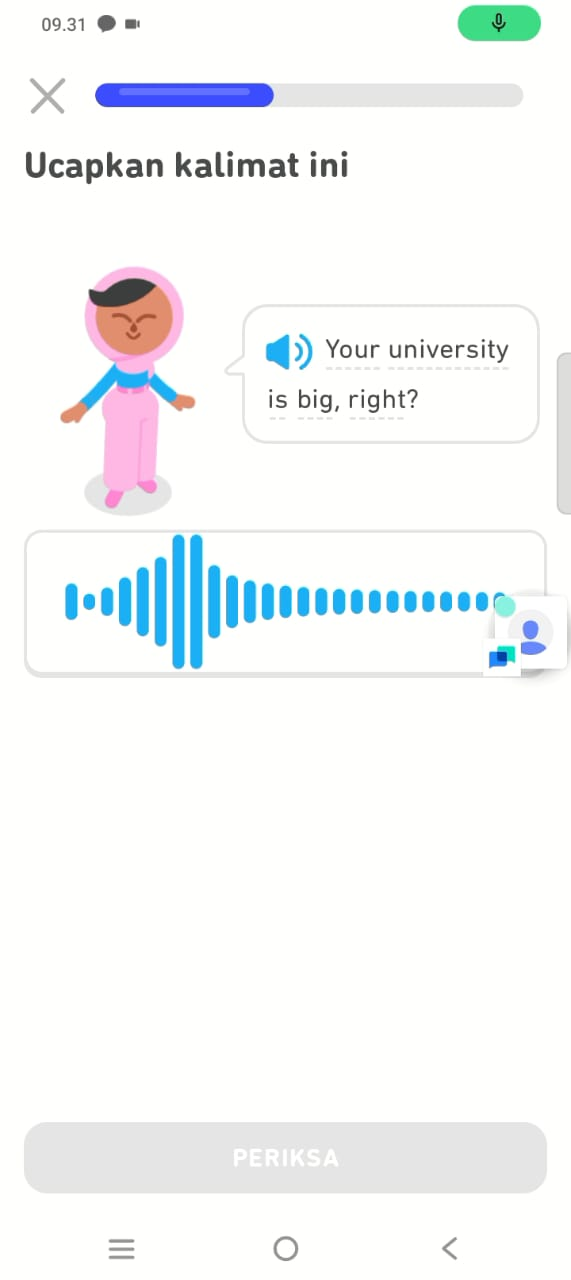 09.31
Ucapkan kalimat ini
Your university
is big, right?
PERIKSA